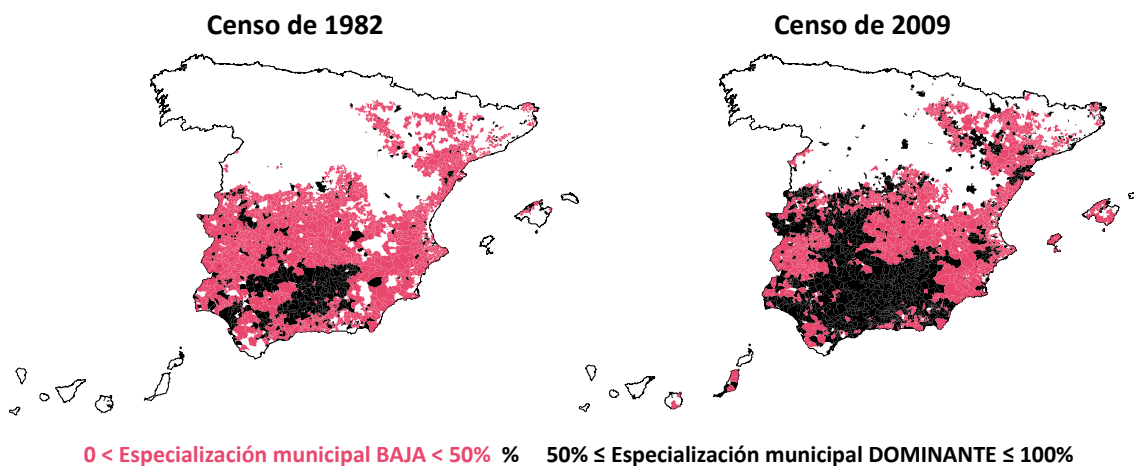 Censo de 1982
Censo de 2009
0 < Especialización municipal BAJA < 50% % 50% ≤ Especialización municipal DOMINANTE ≤ 100%